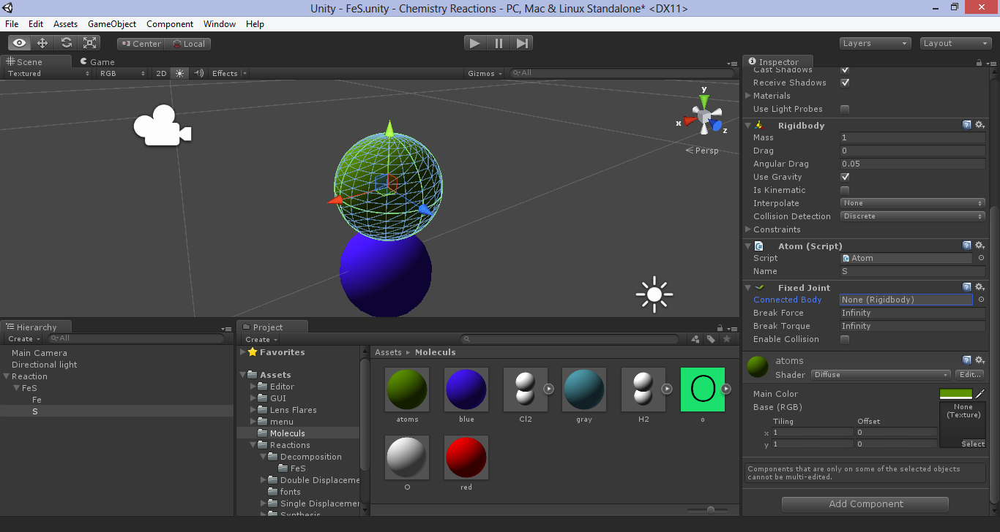 Unity - FeS.unity - Chemistry Reactions - PC, Mac & Linux Standalone* <DX11>
File Edit Assets GameObject Component Window Help
Center Local Layers Layout
Scene Game
Textured RGB 2D Effects Gizmos All
y
x
z
Persp
Inspector
Cast Shadows
Receive Shadows
Materials
Use Light Probes
Rigidbody
Mass 1
Drag 0
Angular Drag 0.05
Use Gravity
Is Kinematic
Interpolate None
Collision Detection Discrete
Constraints
Atom (Script)
Script Atom
Name S
Fixed Joint
Connected Body None (Rigidbody)
Break Force Infinity
Break Torque Infinity
Enable Collision
atoms
Shader Diffuse Edit...
Main Color
Base (RGB) None
(Texture)
Tiling Offset
x 1 0
y 1 0
Select
Components that are only on some of the selected objects
cannot be multi-edited.
Add Component
Hierarchy
Create All
Main Camera
Directional light
Reaction
FeS
Fe
S
Project
Create
Favorites
Assets
Editor
GUI
Lens Flares
menu
Moleculs
Reactions
Decomposition
FeS
Double Displaceme
fonts
Single Displacemer
Synthesis
Assets Moleculs
O
atoms blue Cl2 gray H2 o
O red